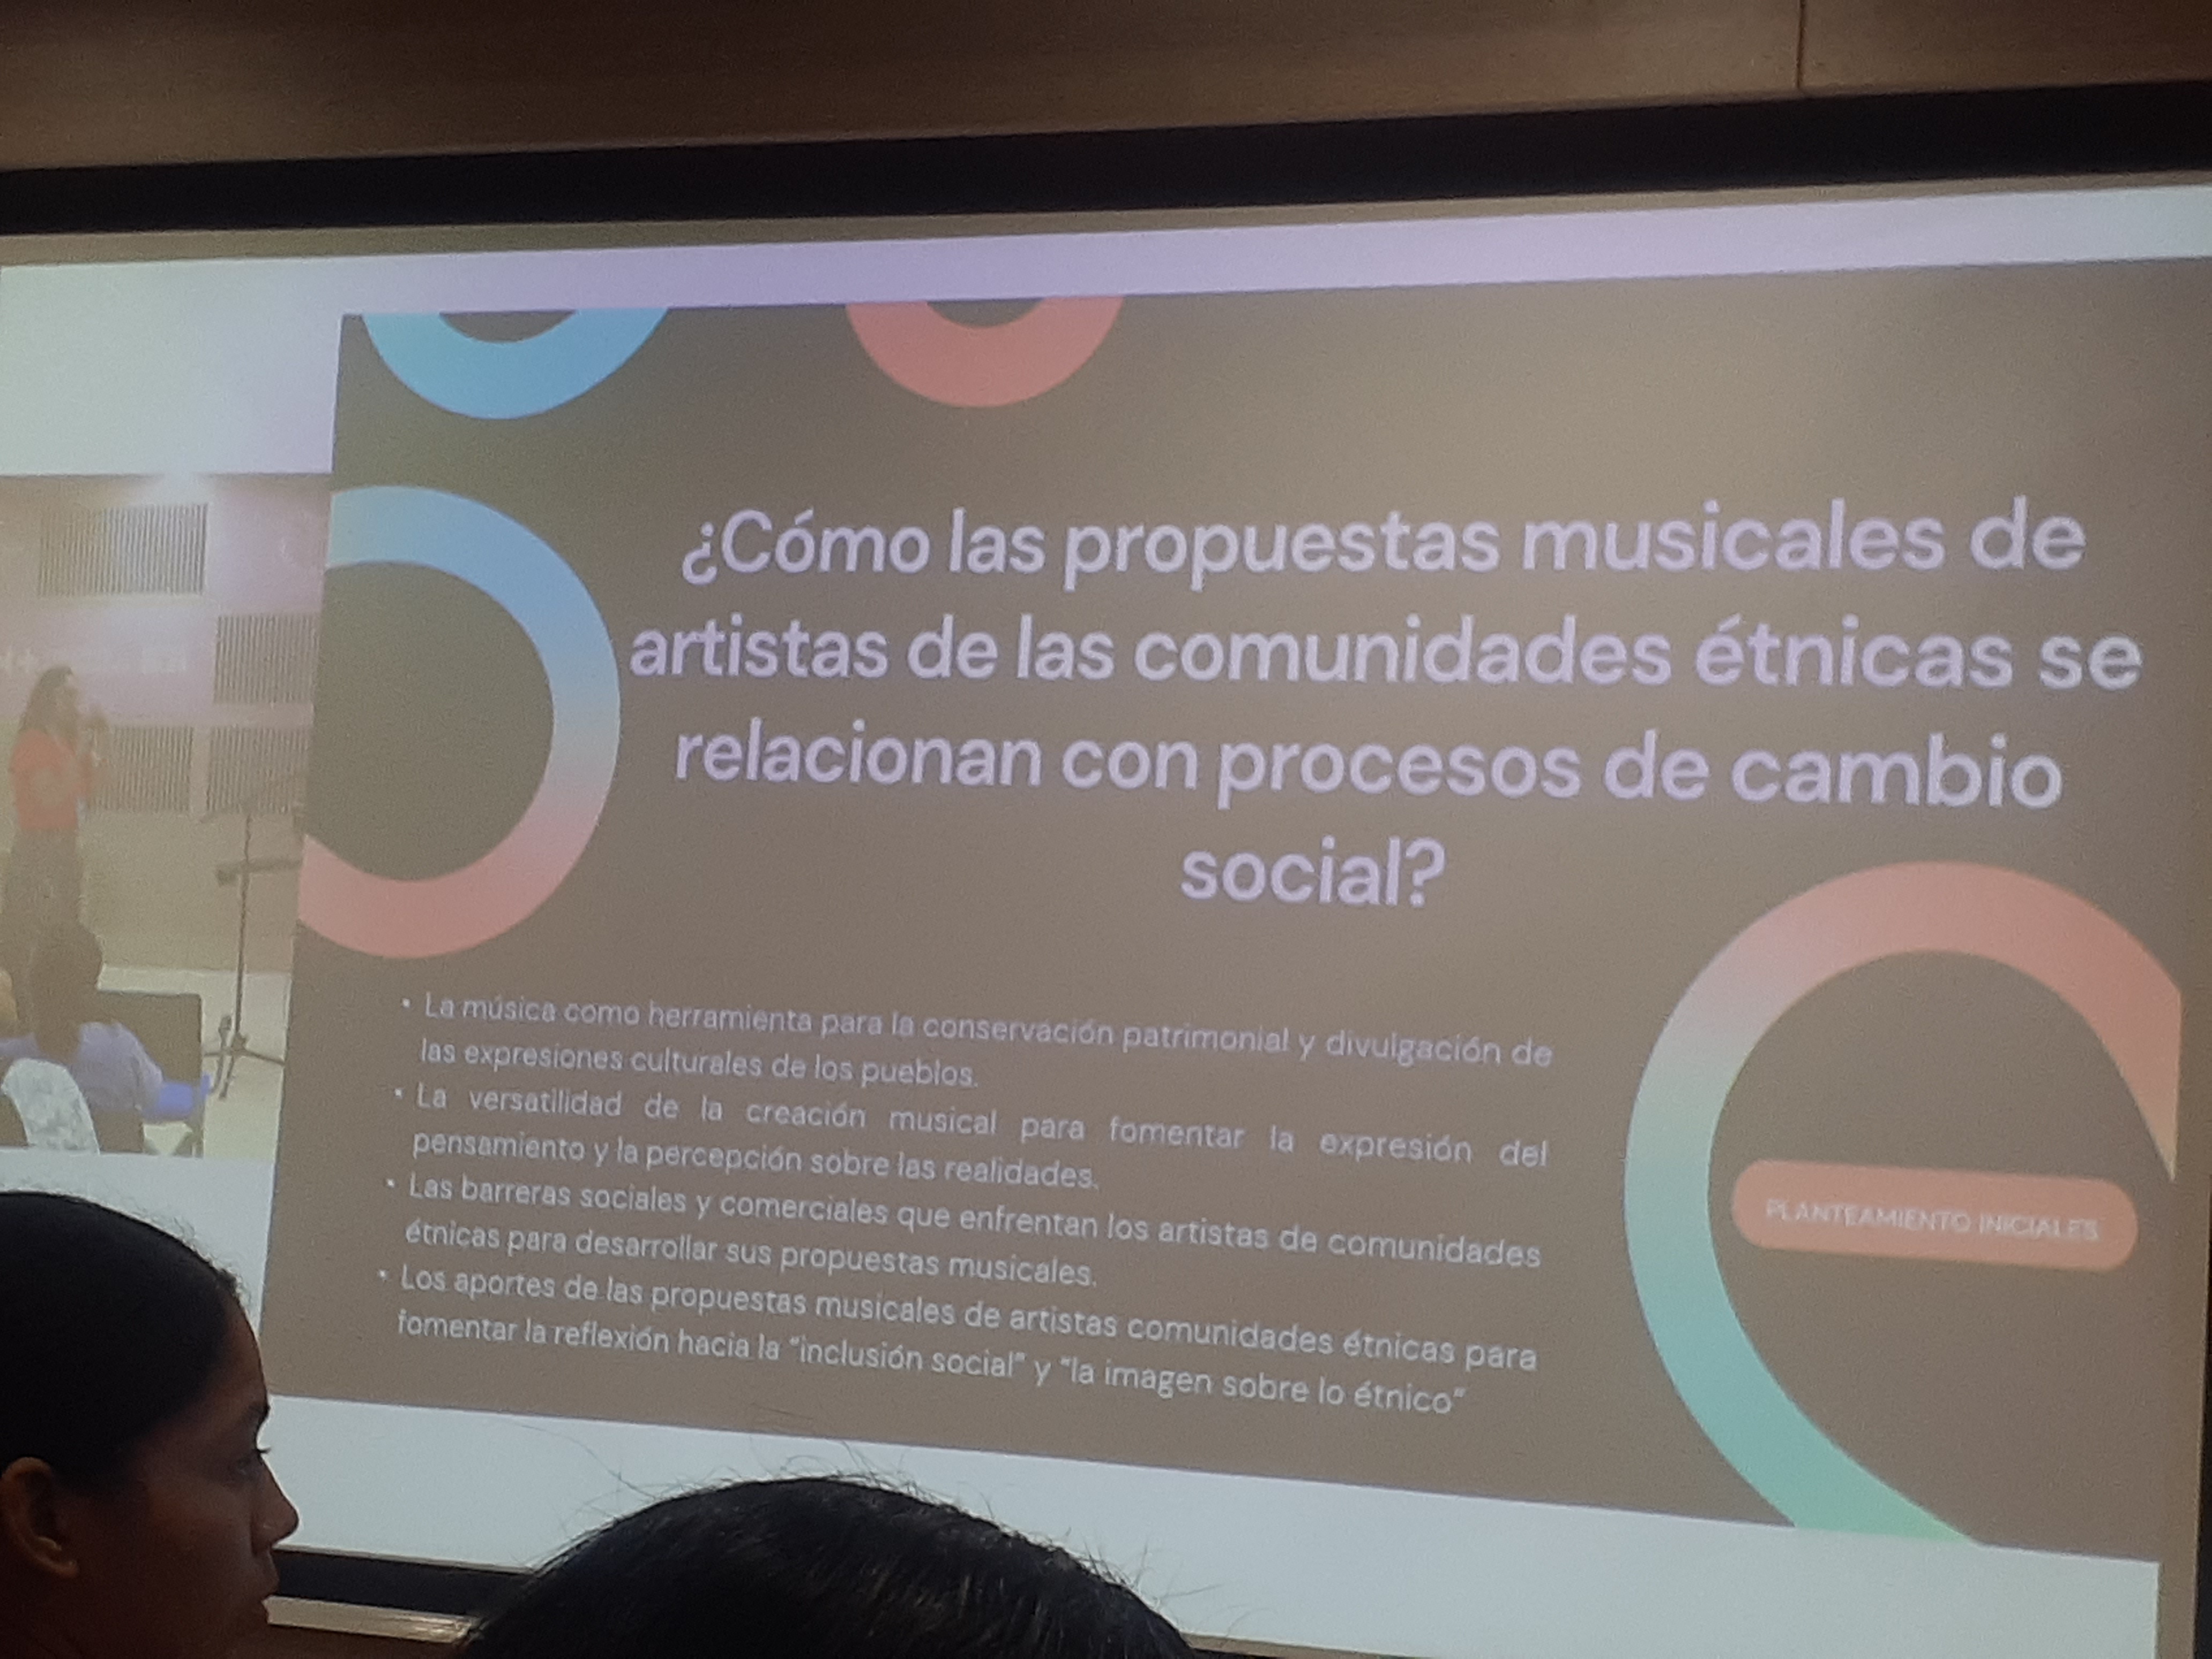 ¿Cómo las propuestas musicales de
artistas de las comunidades étnicas se
relacionan con procesos de cambio
social?
• La música como herramienta para la conservación patrimonial y divulgación de
las expresiones culturales de los pueblos.
• La versatilidad de la creación musical para fomentar la expresión del
pensamiento y la percepción sobre las realidades.
• Las barreras sociales y comerciales que enfrentan los artistas de comunidades
étnicas para desarrollar sus propuestas musicales.
• Los aportes de las propuestas musicales de artistas comunidades étnicas para
fomentar la reflexión hacia la "inclusión social" y "la imagen sobre lo étnico"
PLANTEAMIENTO INICIALES